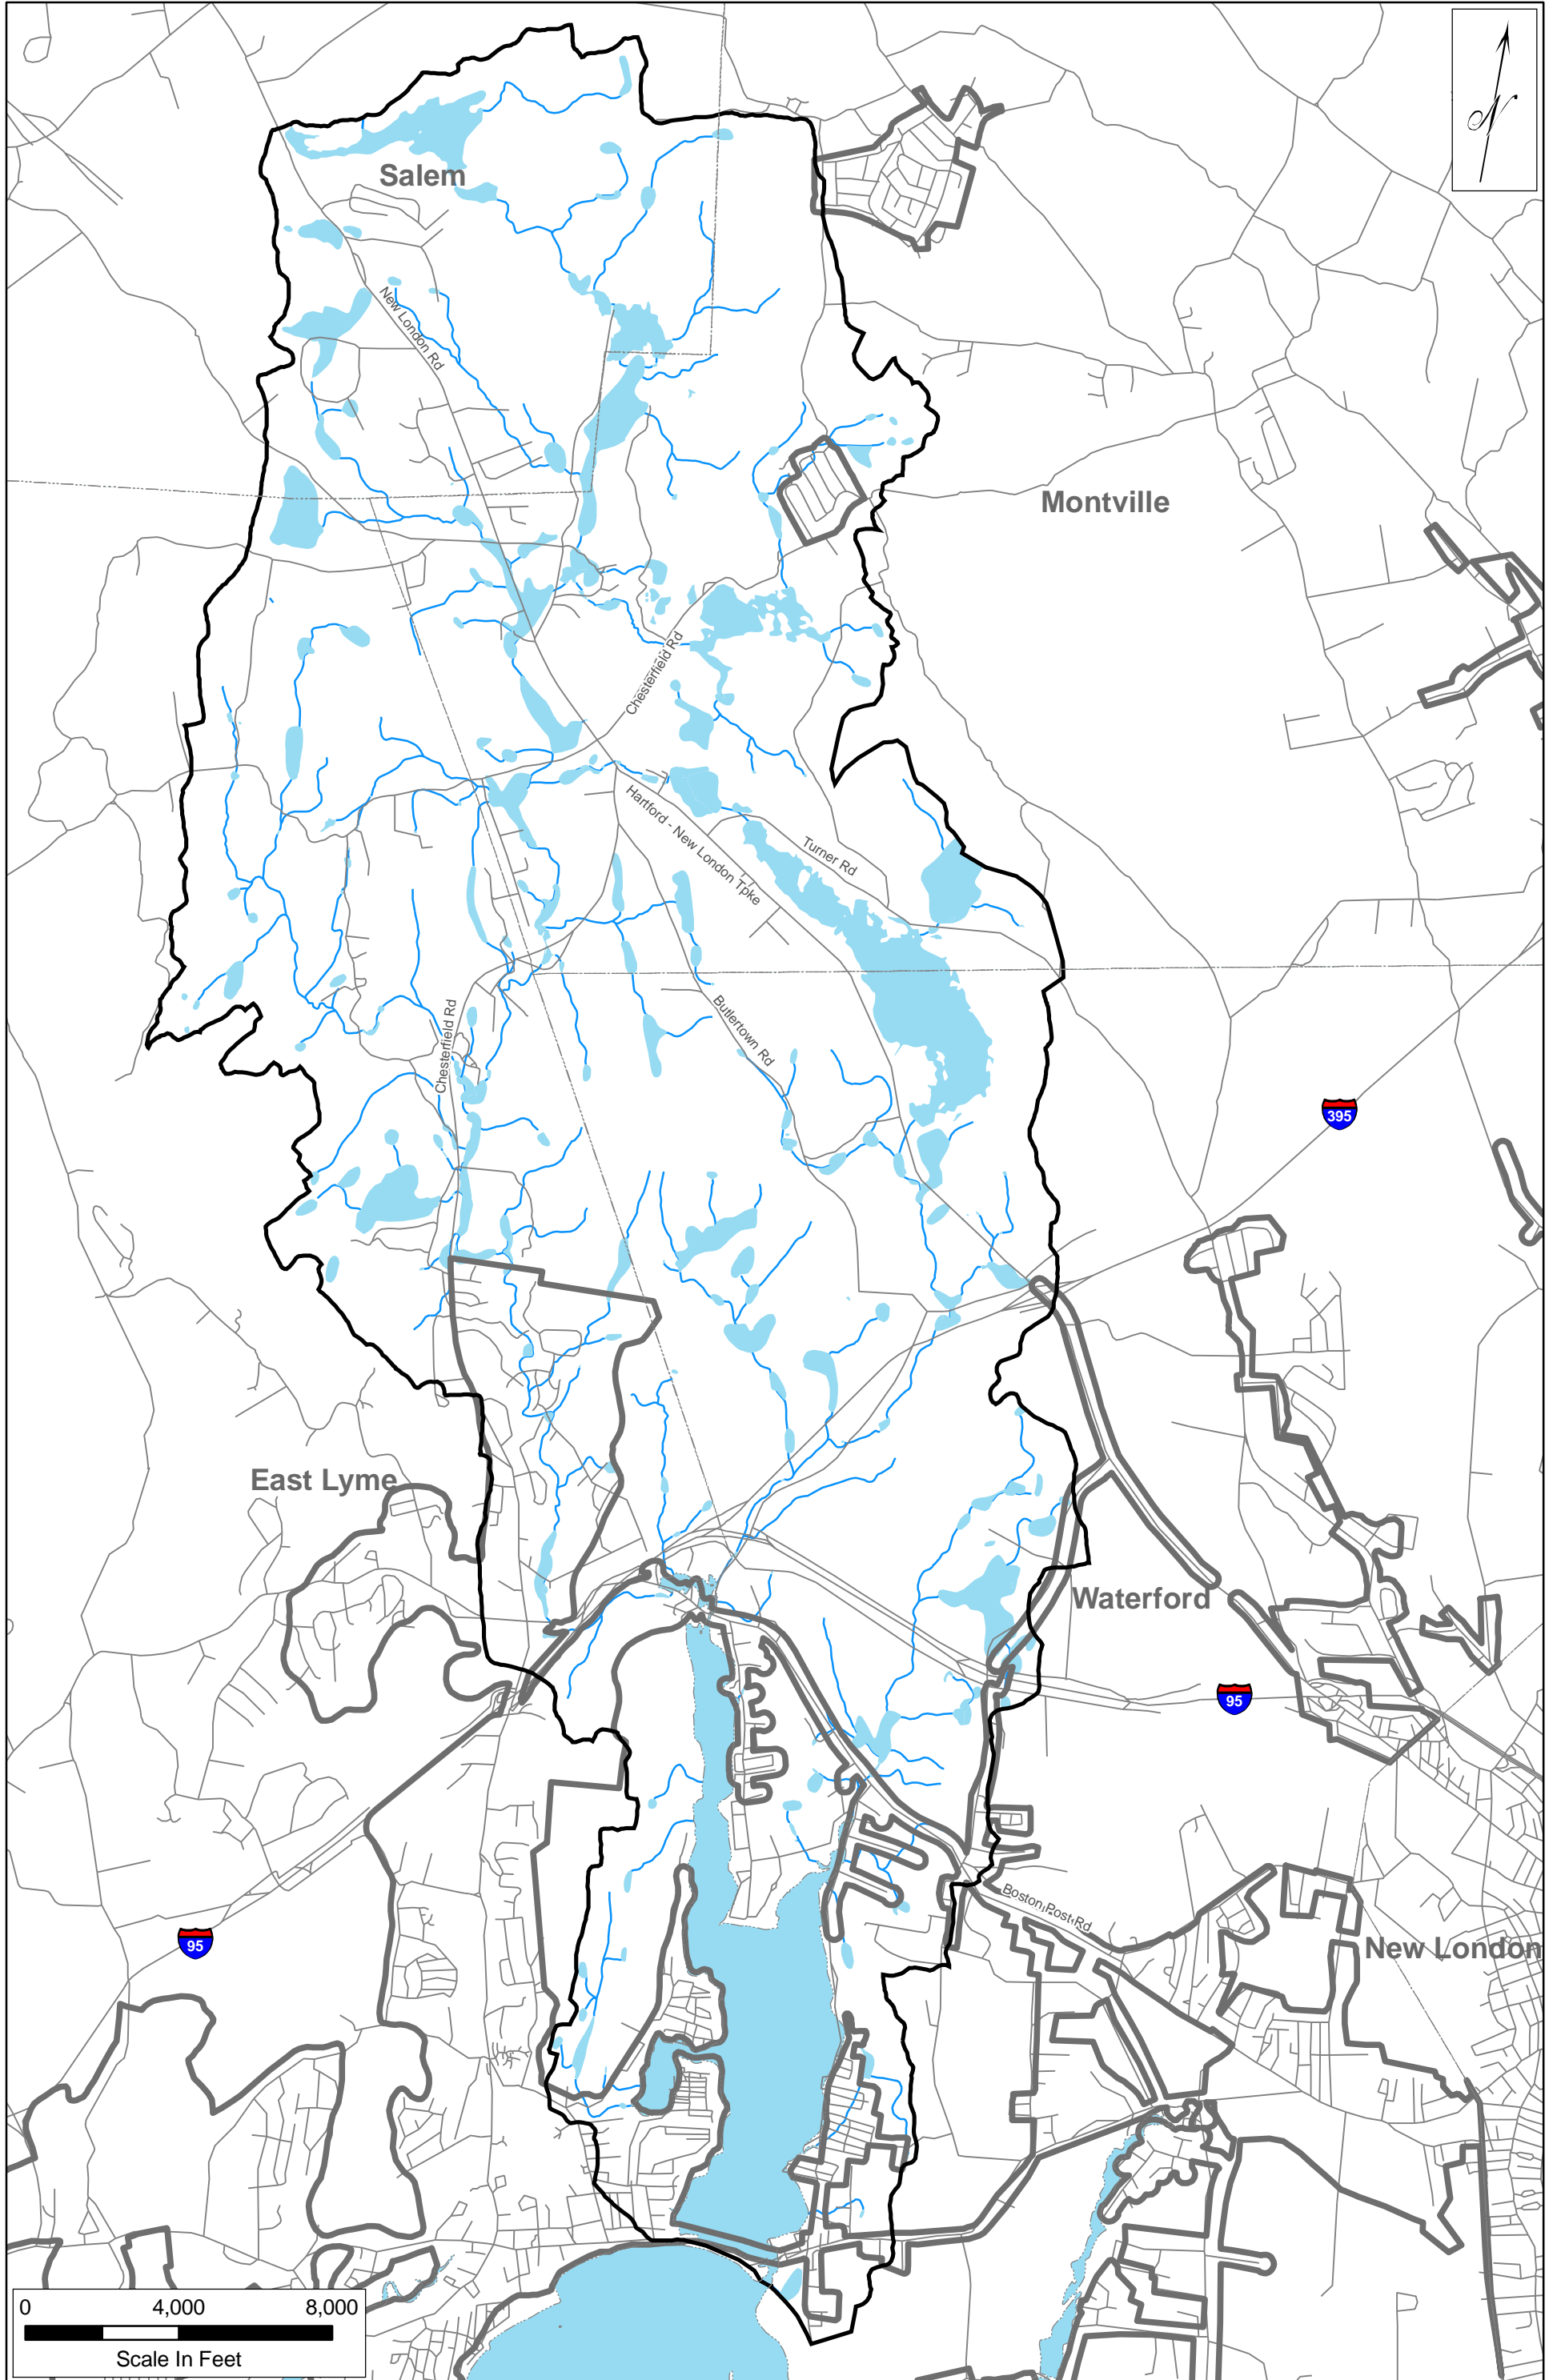 N
Salem
New London Rd
Montville
Chesterfield Rd
Hartford - New London Tpke
Turner Rd
Butlertown Rd
Chesterfield Rd
395
East Lyme
Waterford
95
Boston Post Rd
95
New London
0 4,000 8,000
Scale In Feet